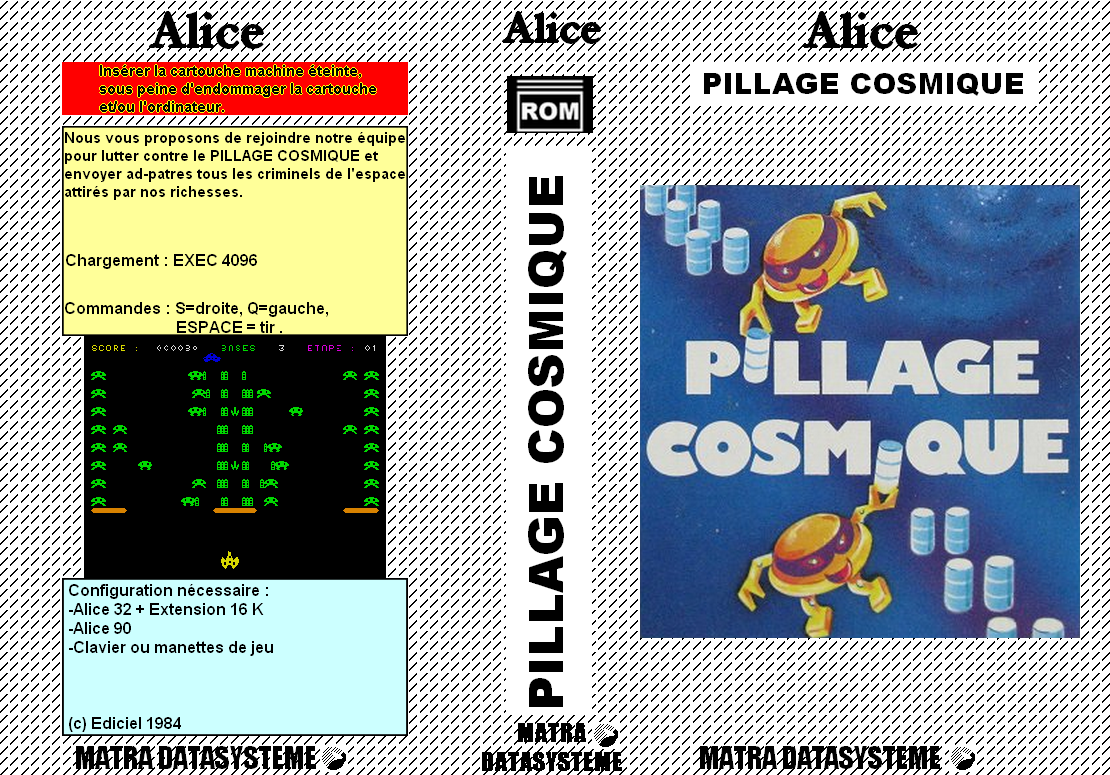 Alice
Insérer la cartouche machine éteinte,
sous peine d'endommager la cartouche
et/ou l'ordinateur.
Nous vous proposons de rejoindre notre équipe
pour lutter contre le PILLAGE COSMIQUE et
envoyer ad-patres tous les criminels de l'espace
attirés par nos richesses.
Chargement : EXEC 4096
Commandes : S=droite, Q=gauche,
ESPACE = tir .
SCORE : 000030 BASES 3 ETAPE : 01
Configuration nécessaire :
-Alice 32 + Extension 16 K
-Alice 90
-Clavier ou manettes de jeu
(c) Ediciel 1984
MATRA DATASYSTEME
Alice
ROM
PILLAGE COSMIQUE
MATRA
DATASYSTEME
Alice
PILLAGE COSMIQUE
PILLAGE
COSMIQUE
MATRA DATASYSTEME